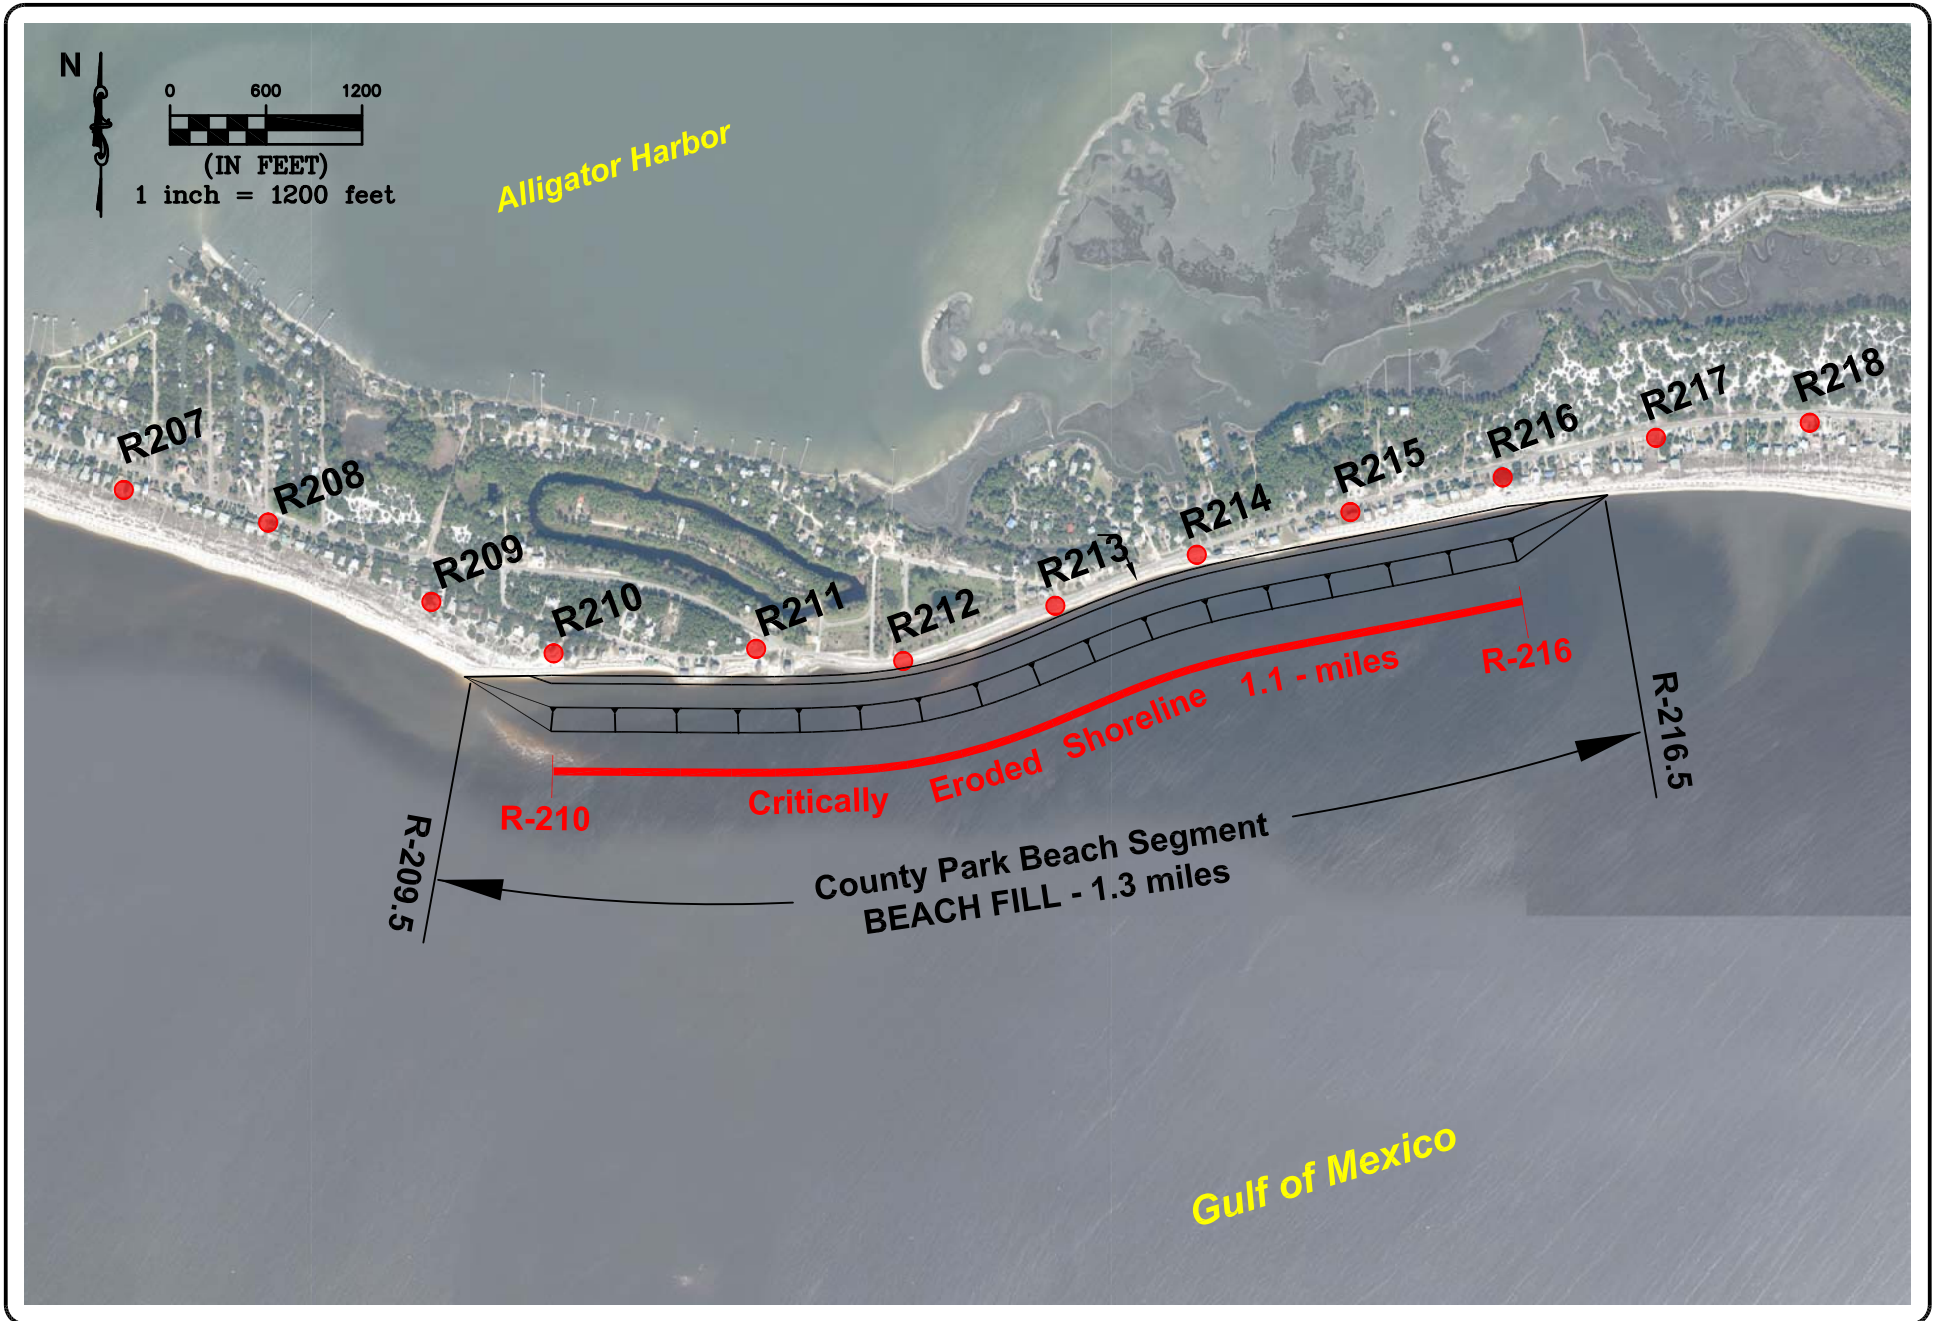 N
0 600 1200
(IN FEET)
1 inch = 1200 feet
Alligator Harbor
R207
R208
R209
R210
R211
R212
R213
R214
R215
R216
R217
R218
R-210
Critically Eroded Shoreline 1.1 - miles
R-216
R-209.5
County Park Beach Segment
BEACH FILL - 1.3 miles
R-216.5
Gulf of Mexico